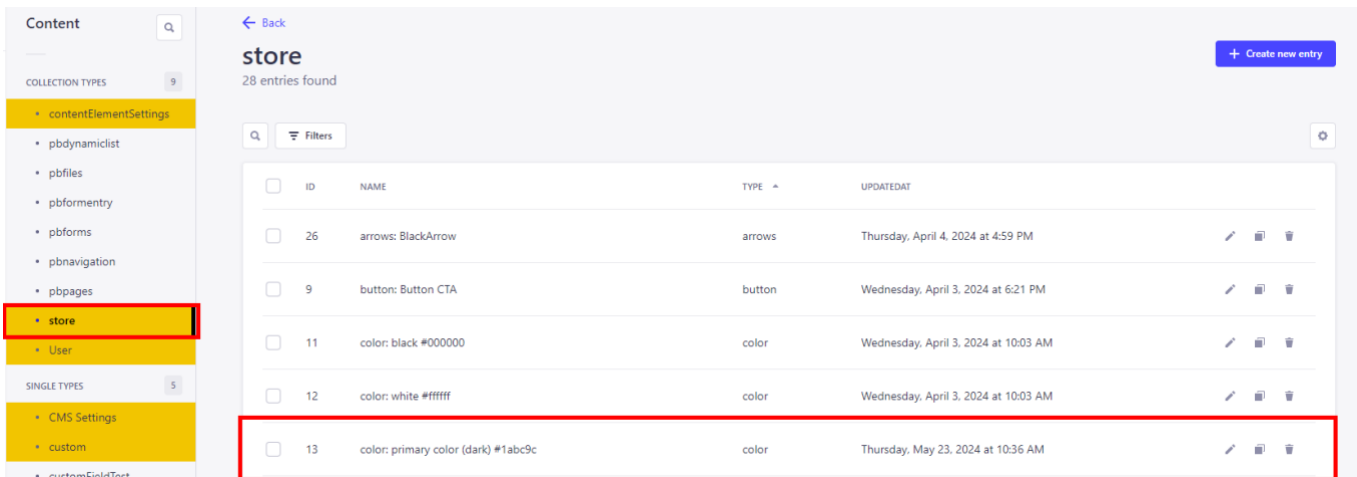 Content
COLLECTION TYPES 9
contentElementSettings
pbdynamiclist
pbfiles
pbformentry
pbforms
pbnavigation
pbpages
store
User
SINGLE TYPES 5
CMS Settings
custom
customFieldTest
Back
store
28 entries found
Create new entry
Filters
ID NAME TYPE UPDATEDAT
26 arrows: BlackArrow arrows Thursday, April 4, 2024 at 4:59 PM
9 button: Button CTA button Wednesday, April 3, 2024 at 6:21 PM
11 color: black #000000 color Wednesday, April 3, 2024 at 10:03 AM
12 color: white #ffffff color Wednesday, April 3, 2024 at 10:03 AM
13 color: primary color (dark) #1abc9c color Thursday, May 23, 2024 at 10:36 AM